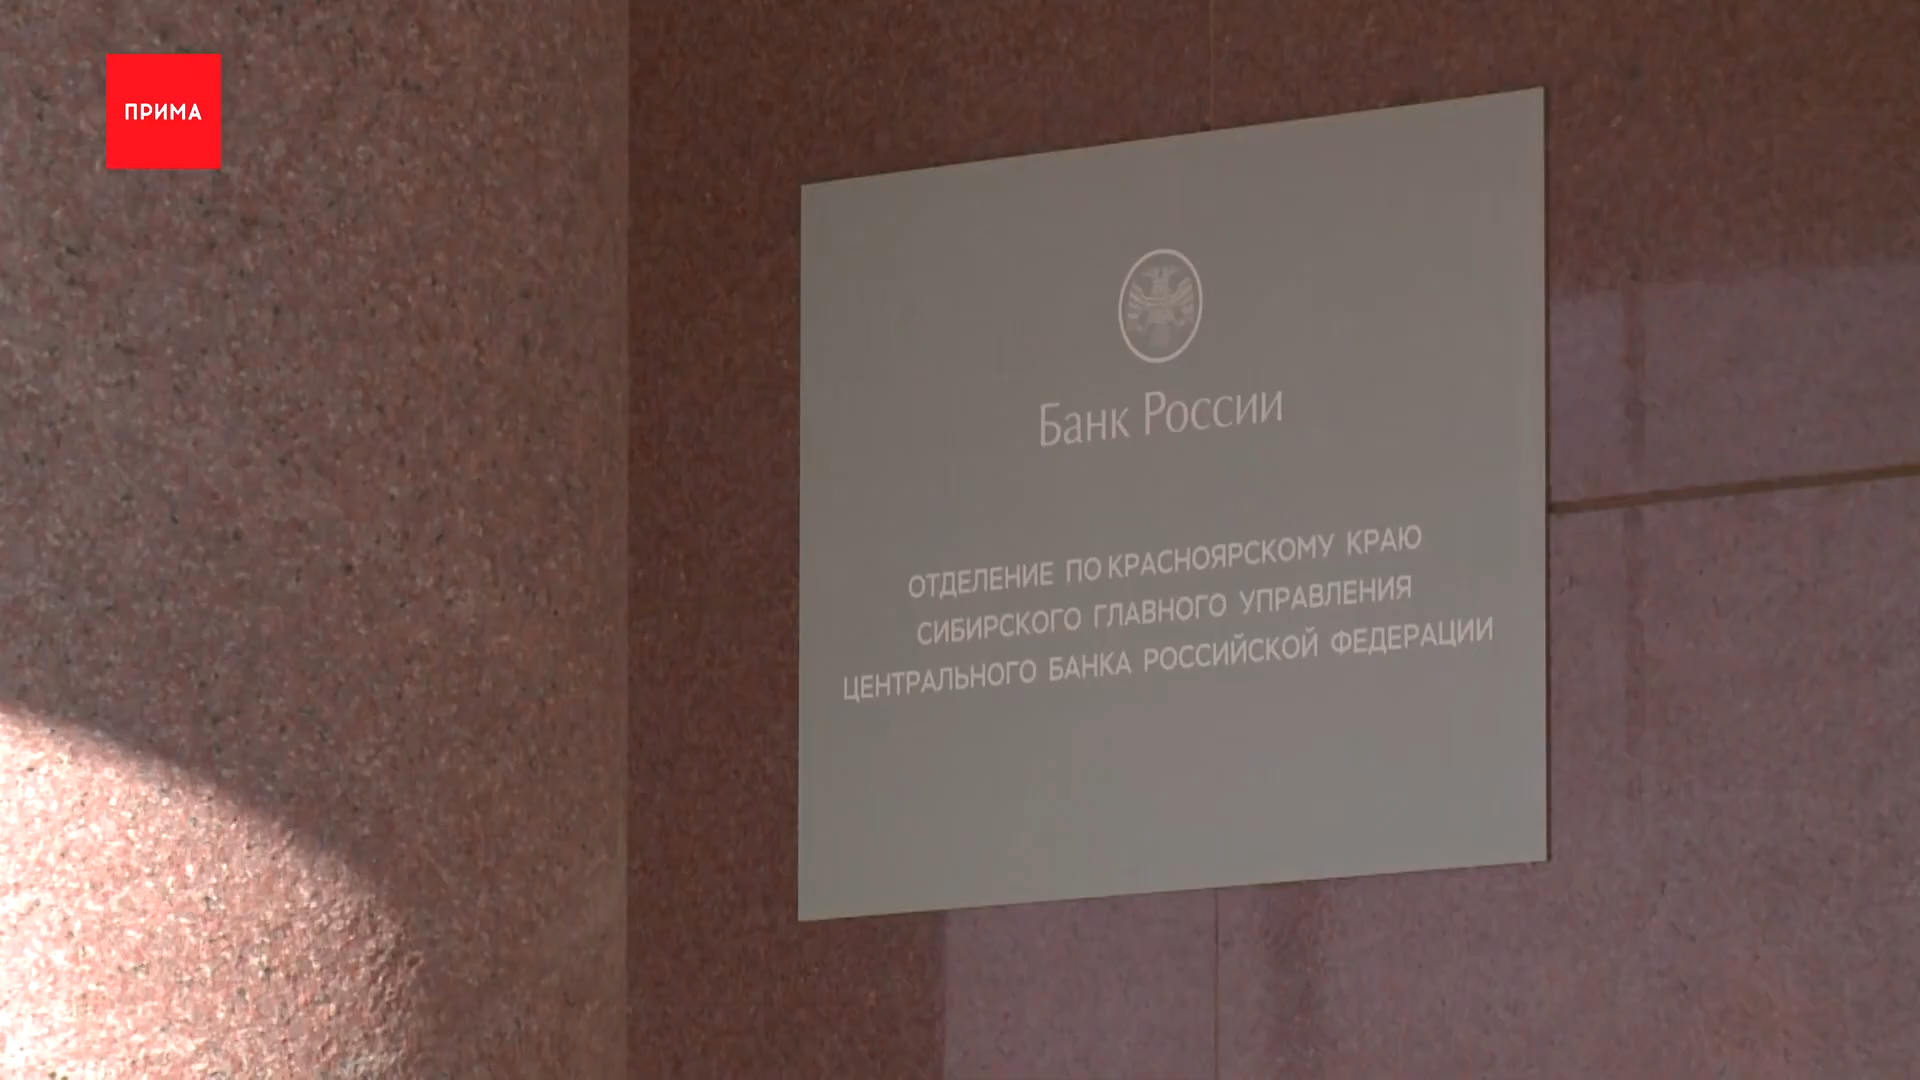 ПРИМА
Банк России
ОТДЕЛЕНИЕ ПО КРАСНОЯРСКОМУ КРАЮ
СИБИРСКОГО ГЛАВНОГО УПРАВЛЕНИЯ
ЦЕНТРАЛЬНОГО БАНКА РОССИЙСКОЙ ФЕДЕРАЦИИ